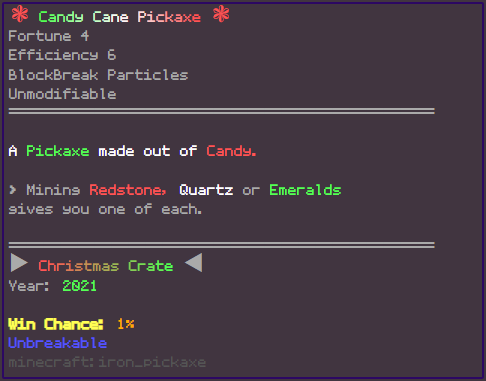 ❃ Candy Cane Pickaxe ❃
Fortune 4
Efficiency 6
BlockBreak Particles
Unmodifiable
A Pickaxe made out of Candy.
> Mining Redstone, Quartz or Emeralds
gives you one of each.
▶ Christmas Crate ◀
Year: 2021
Win Chance: 1%
Unbreakable
minecraft:iron_pickaxe